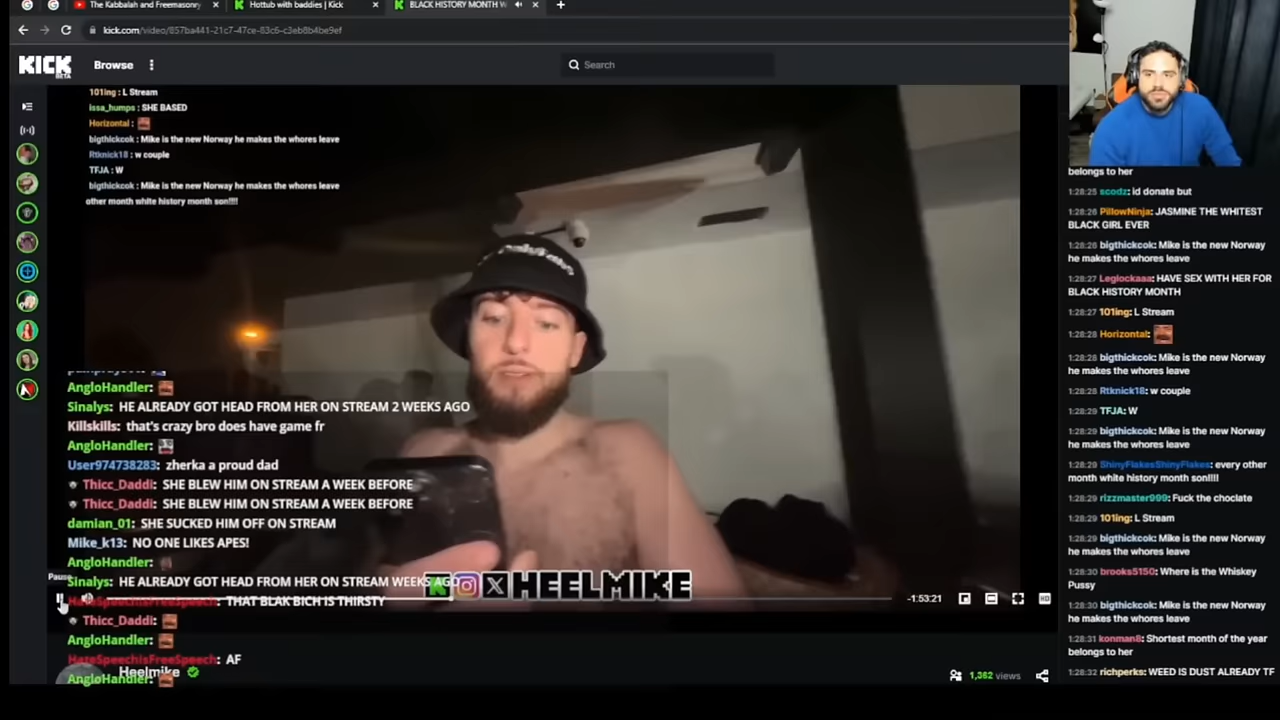 The Kabbalah and Freemasonry
Hottub with baddies | Kick
BLACK HISTORY MONTH W
kick.com/video/857ba441-21c7-47ce-83c6-c3eb8b4be9ef
KICK
BETA
Browse
Search
101ing : L Stream
issa_humps : SHE BASED
Horizontal :
bigthickcok : Mike is the new Norway he makes the whores leave
Rtknick18 : w couple
TFJA : W
bigthickcok : Mike is the new Norway he makes the whores leave
other month white history month son!!!!
AngloHandler:
Sinalys: HE ALREADY GOT HEAD FROM HER ON STREAM 2 WEEKS AGO
Killskills: that's crazy bro does have game fr
AngloHandler:
User974738283: zherka a proud dad
Thicc_Daddi: SHE BLEW HIM ON STREAM A WEEK BEFORE
Thicc_Daddi: SHE BLEW HIM ON STREAM A WEEK BEFORE
damian_01: SHE SUCKED HIM OFF ON STREAM
Mike_k13: NO ONE LIKES APES!
AngloHandler:
Pause
Sinalys: HE ALREADY GOT HEAD FROM HER ON STREAM WEEKS AGO
HateSpeechIsFreeSpeech: THAT BLAK BICH IS THIRSTY
Thicc_Daddi:
AngloHandler:
HateSpeechIsFreeSpeech: AF
AngloHandler:
K X HEELMIKE
-1:53:21
HD
Heelmike
1,362 views
belongs to her
1:28:25 scodz: id donate but
1:28:26 PillowNinja: JASMINE THE WHITEST
BLACK GIRL EVER
1:28:26 bigthickcok: Mike is the new Norway
he makes the whores leave
1:28:27 Leglockaaa: HAVE SEX WITH HER FOR
BLACK HISTORY MONTH
1:28:27 101ing: L Stream
1:28:28 Horizontal:
1:28:28 bigthickcok: Mike is the new Norway
he makes the whores leave
1:28:28 Rtknick18: w couple
1:28:29 TFJA: W
1:28:29 bigthickcok: Mike is the new Norway
he makes the whores leave
1:28:29 ShinyFlakesShinyFlakes: every other
month white history month son!!!!
1:28:29 rizzmaster999: Fuck the choclate
1:28:29 101ing: L Stream
1:28:29 bigthickcok: Mike is the new Norway
he makes the whores leave
1:28:30 brooks5150: Where is the Whiskey
Pussy
1:28:30 bigthickcok: Mike is the new Norway
he makes the whores leave
1:28:31 konman8: Shortest month of the year
belongs to her
1:28:32 richperks: WEED IS DUST ALREADY TF